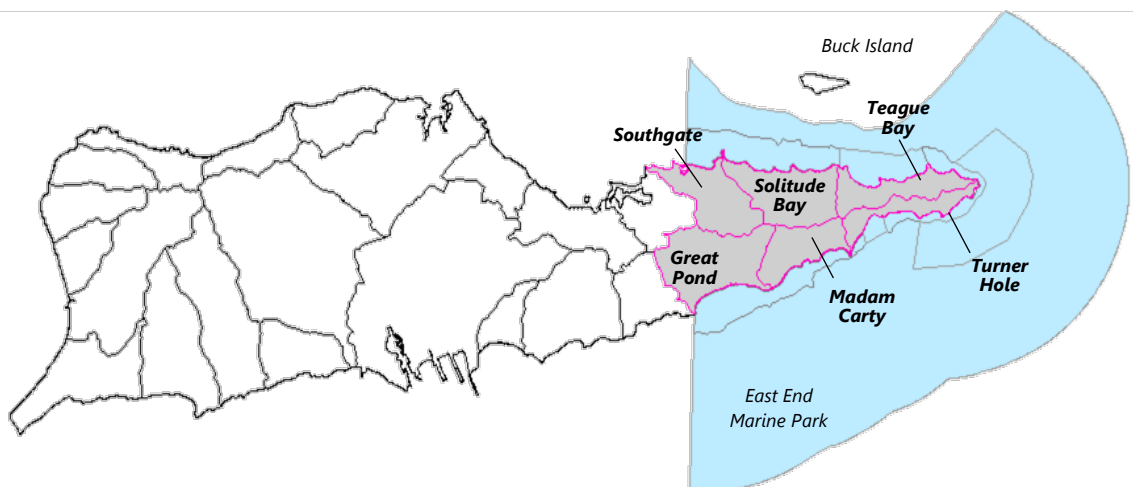 Buck Island
Teague
Bay
Southgate
Solitude
Bay
Great
Pond
Turner
Hole
Madam
Carty
East End
Marine Park